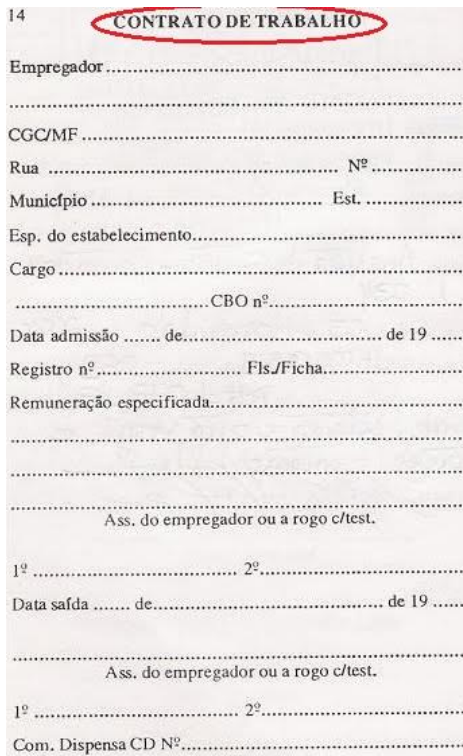 14
CONTRATO DE TRABALHO
Empregador
CGC/MF
Rua Nº
Município Est.
Esp. do estabelecimento
Cargo
CBO nº
Data admissão de de 19
Registro nº Fls./Ficha
Remuneração especificada
Ass. do empregador ou a rogo c/test.
1º 2º
Data saída de de 19
Ass. do empregador ou a rogo c/test.
1º 2º
Com. Dispensa CD Nº